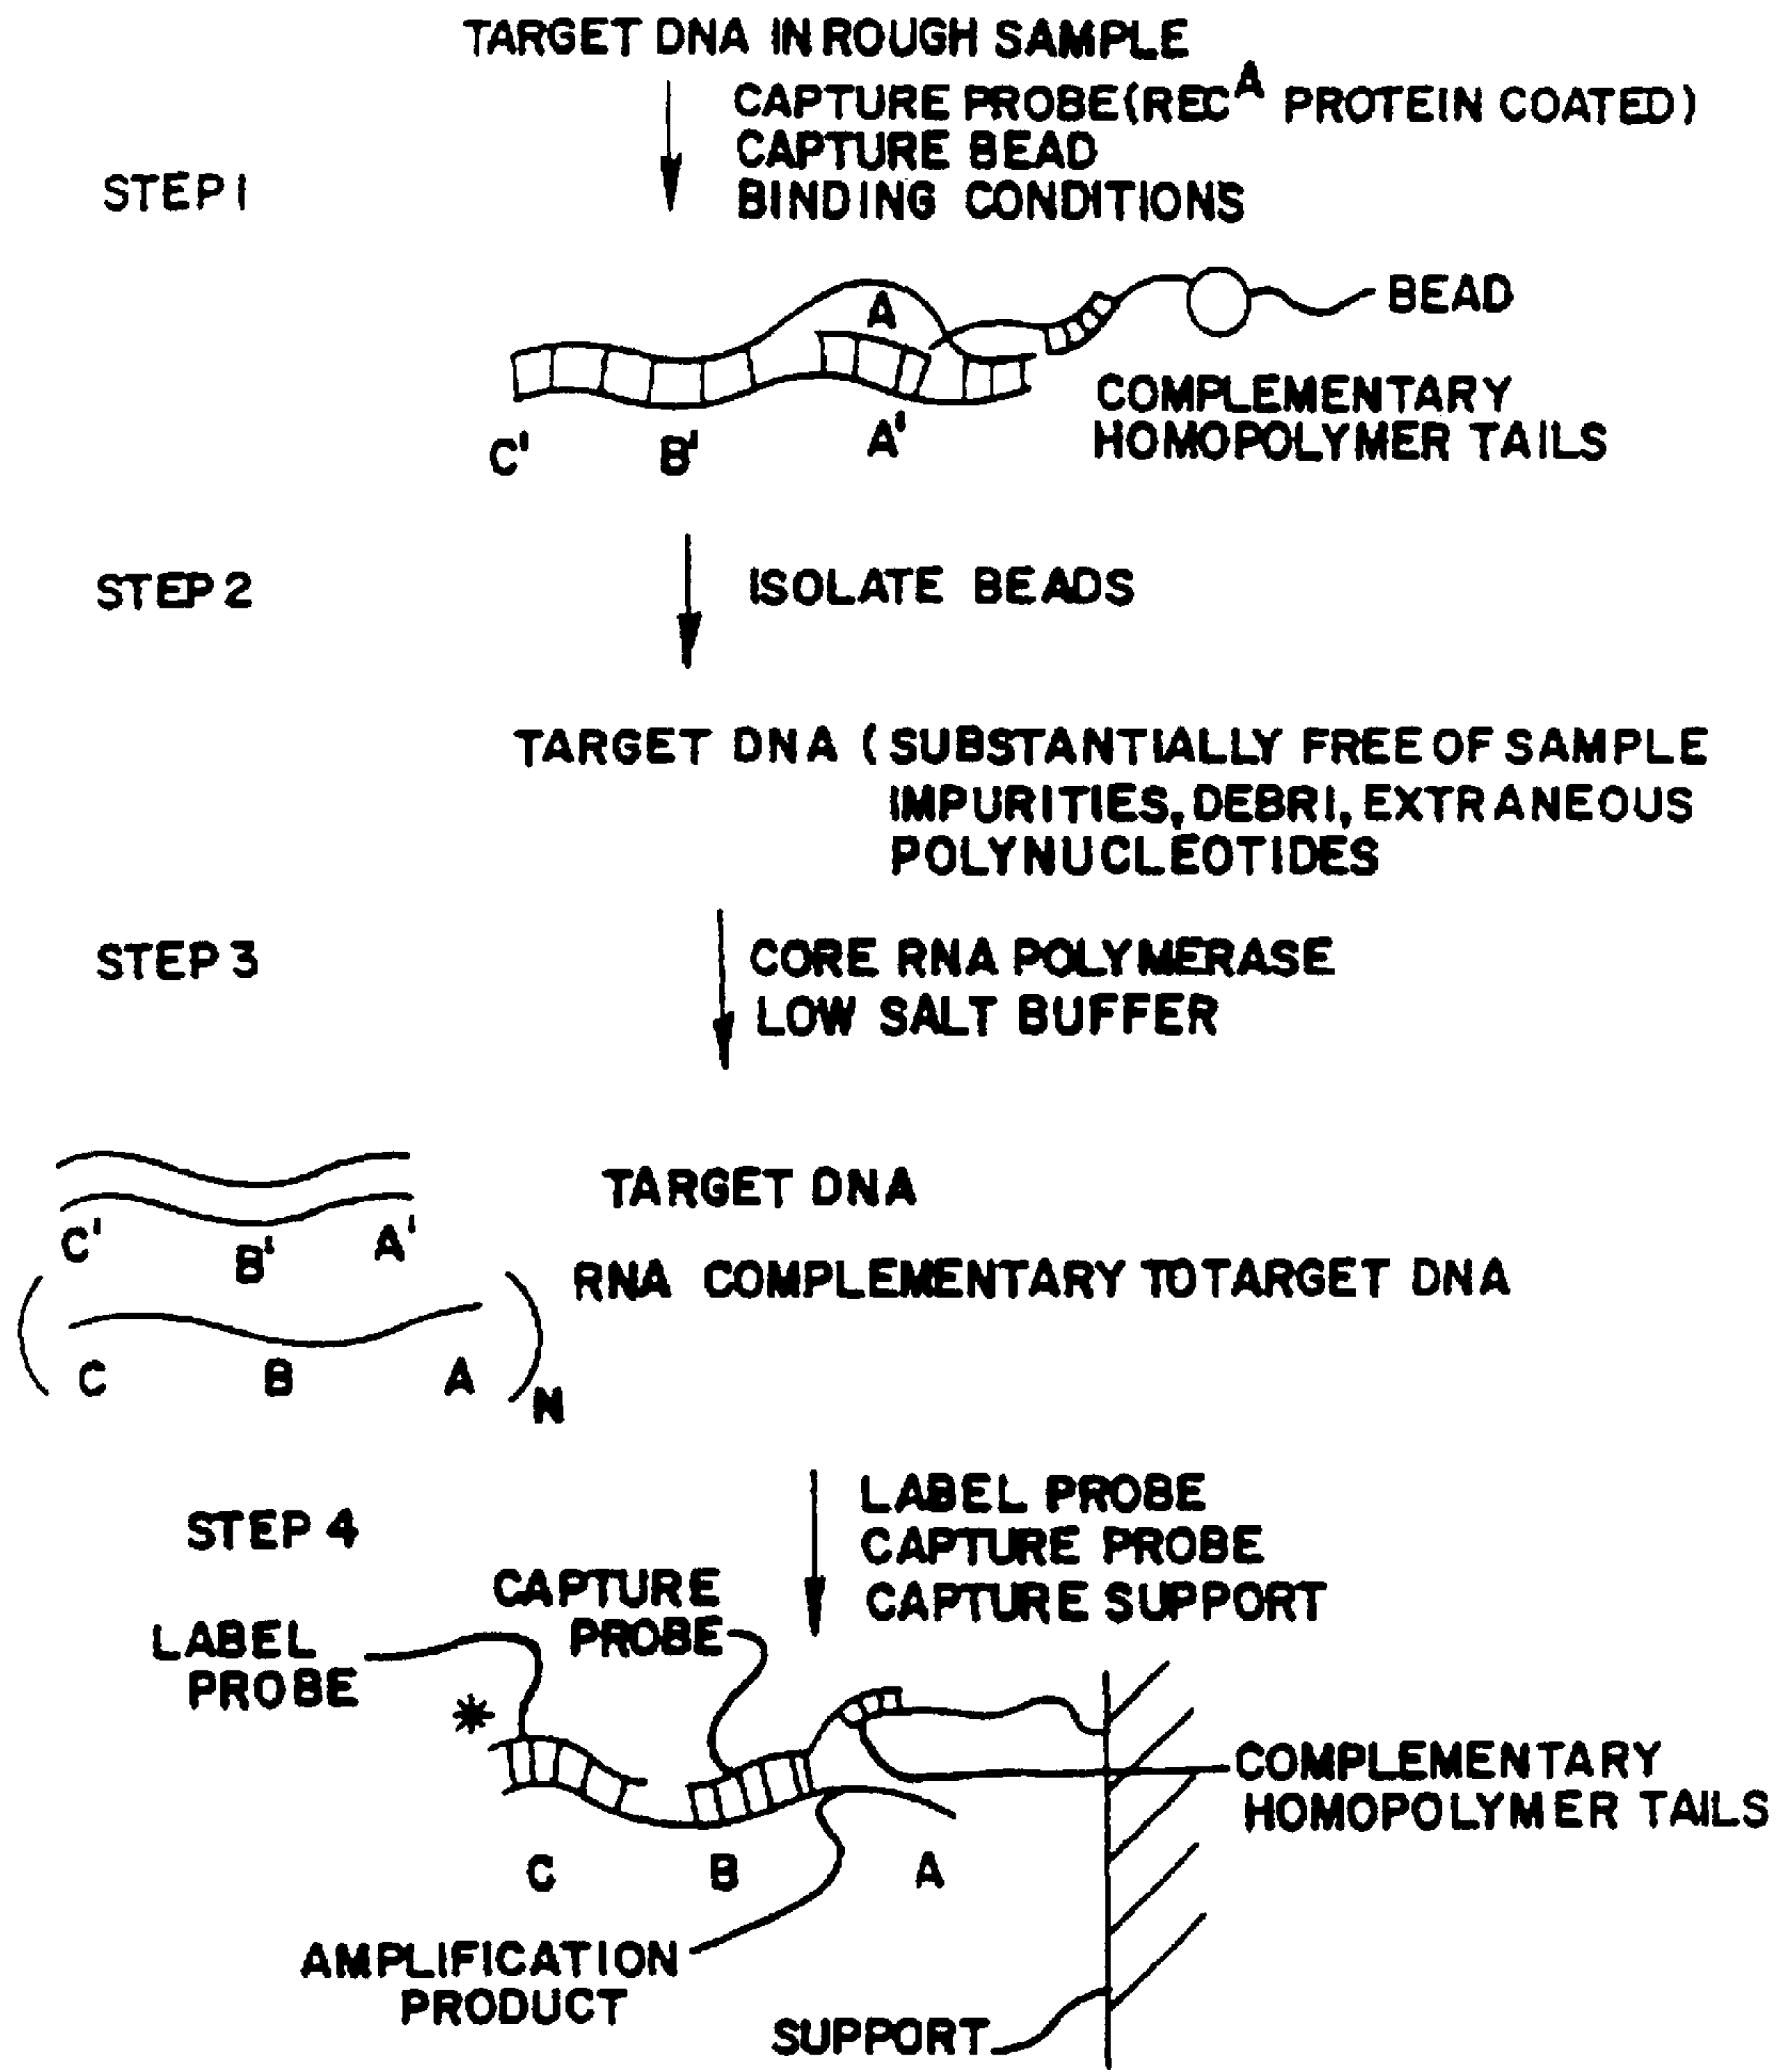 TARGET DNA IN ROUGH SAMPLE
CAPTURE PROBE (REC^A PROTEIN COATED)
CAPTURE BEAD
STEP 1
BINDING CONDITIONS
A
BEAD
COMPLEMENTARY
HOMOPOLYMER TAILS
C' B' A'
STEP 2
ISOLATE BEADS
TARGET DNA (SUBSTANTIALLY FREE OF SAMPLE
IMPURITIES, DEBRI, EXTRANEOUS
POLYNUCLEOTIDES
STEP 3
CORE RNA POLYMERASE
LOW SALT BUFFER
TARGET DNA
C' B' A'
RNA COMPLEMENTARY TO TARGET DNA
C B A
N
STEP 4
LABEL PROBE
CAPTURE PROBE
CAPTURE SUPPORT
CAPTURE
PROBE
LABEL
PROBE
*
COMPLEMENTARY
HOMOPOLYMER TAILS
C B A
AMPLIFICATION
PRODUCT
SUPPORT